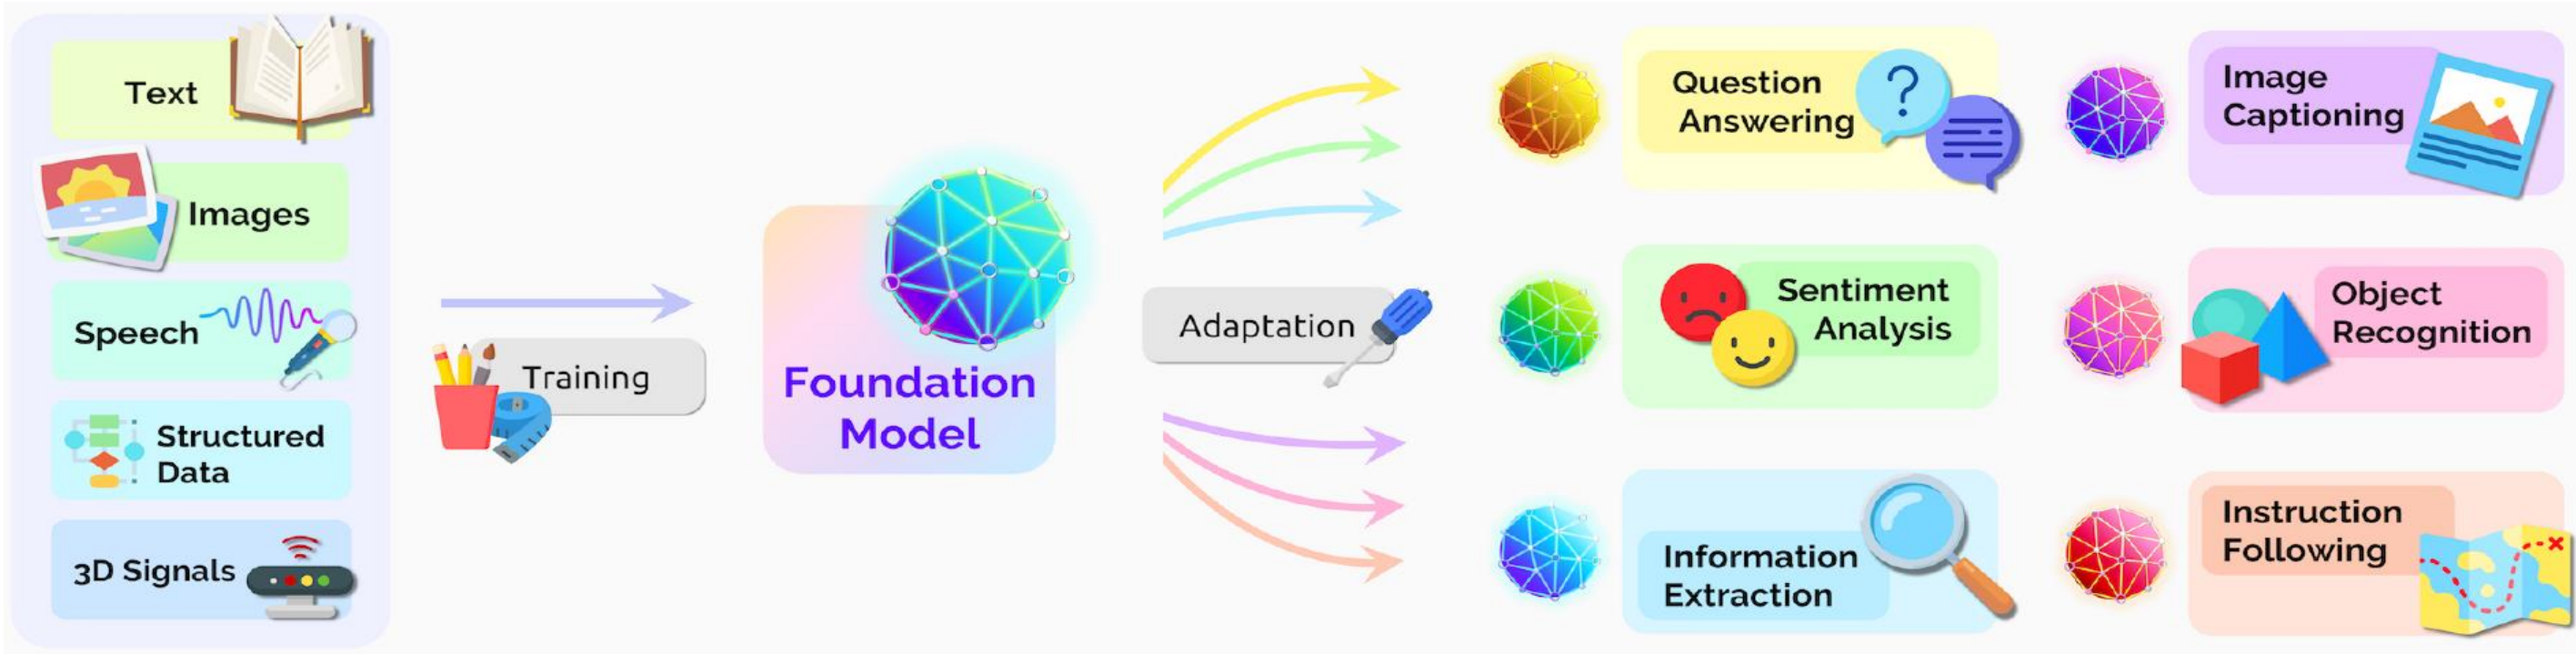 Text
Images
Speech
Structured
Data
3D Signals
Training
Foundation
Model
Adaptation
Question
Answering
Sentiment
Analysis
Information
Extraction
Image
Captioning
Object
Recognition
Instruction
Following